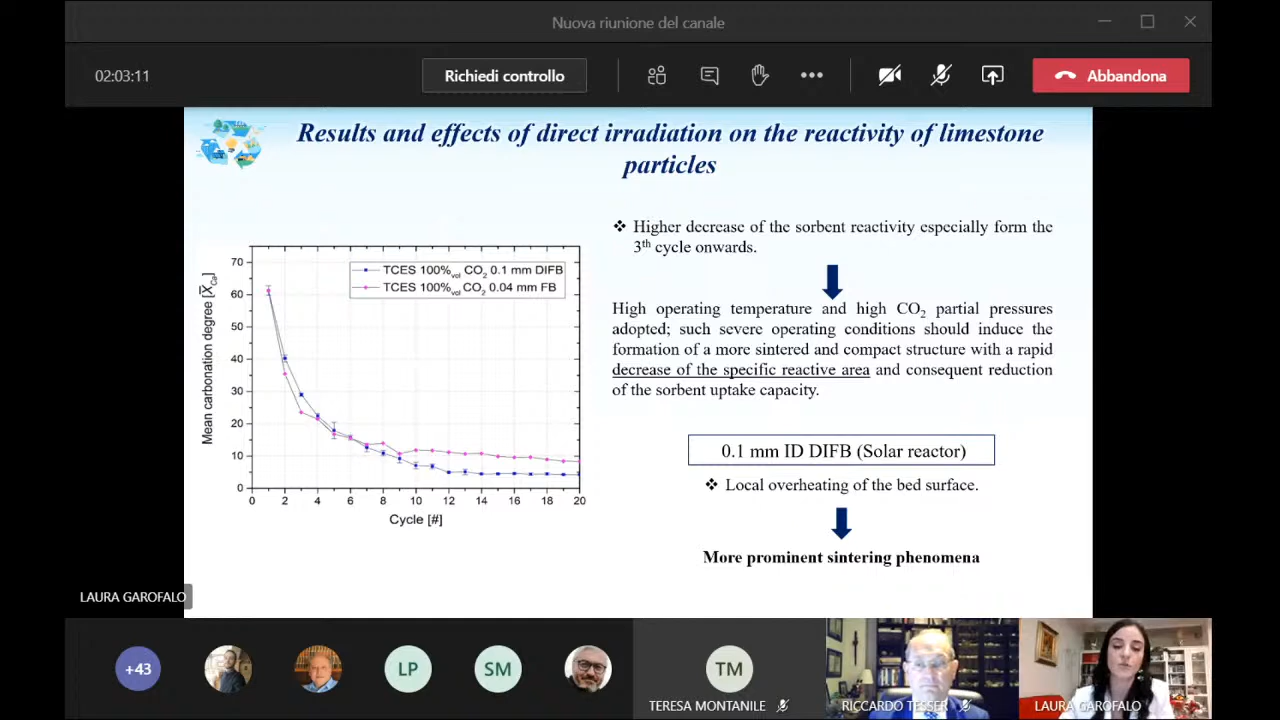 Nuova riunione del canale
02:03:11
Richiedi controllo
Abbandona
Results and effects of direct irradiation on the reactivity of limestone
particles
❖ Higher decrease of the sorbent reactivity especially form the
3th cycle onwards.
High operating temperature and high CO2 partial pressures
adopted; such severe operating conditions should induce the
formation of a more sintered and compact structure with a rapid
decrease of the specific reactive area and consequent reduction
of the sorbent uptake capacity.
0.1 mm ID DIFB (Solar reactor)
❖ Local overheating of the bed surface.
More prominent sintering phenomena
TCES 100%vol CO2 0.1 mm DIFB
TCES 100%vol CO2 0.04 mm FB
Mean carbonation degree [X̅Ca]
70
60
50
40
30
20
10
0
0 2 4 6 8 10 12 14 16 18 20
Cycle [#]
LAURA GAROFALO
+43
LP
SM
TM
TERESA MONTANILE
RICCARDO TESSER
LAURA GAROFALO